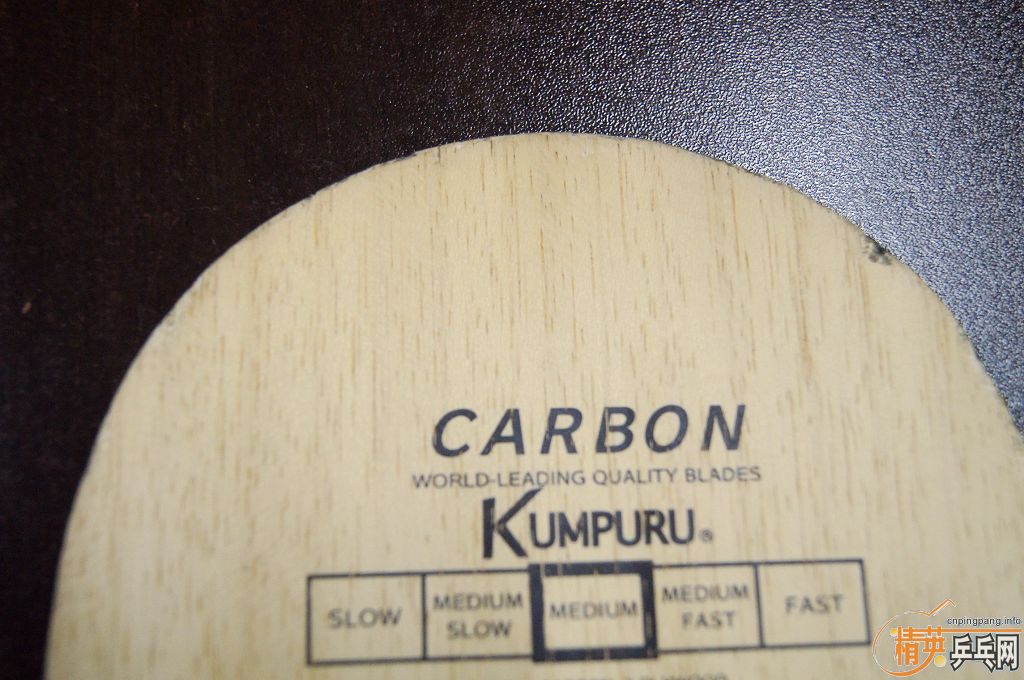 CARBON
WORLD-LEADING QUALITY BLADES
KUMPURU®
SLOW
MEDIUM
SLOW
MEDIUM
MEDIUM
FAST
FAST
cnpingpang.info
精英乒乓网